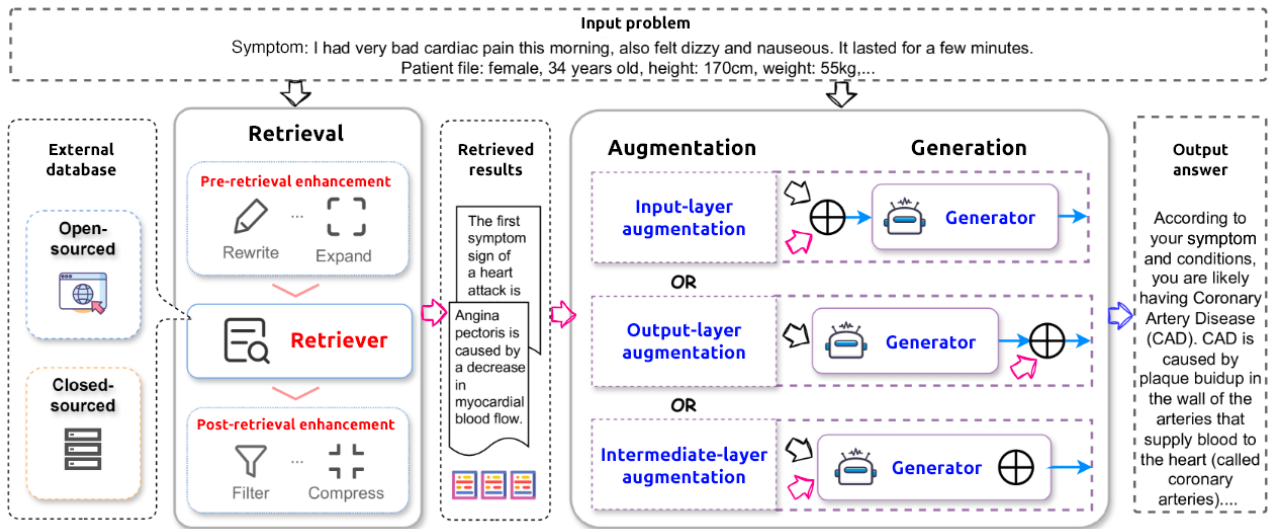 Input problem
Symptom: I had very bad cardiac pain this morning, also felt dizzy and nauseous. It lasted for a few minutes.
Patient file: female, 34 years old, height: 170cm, weight: 55kg,...
External
database
Open-
sourced
Closed-
sourced
Retrieval
Pre-retrieval enhancement
...
Rewrite
Expand
Retriever
Post-retrieval enhancement
...
Filter
Compress
Retrieved
results
The first
symptom
sign of
a heart
attack is
Angina
pectoris is
caused by
a decrease
in
myocardial
blood flow.
Augmentation
Generation
Input-layer
augmentation
Generator
OR
Output-layer
augmentation
Generator
OR
Intermediate-layer
augmentation
Generator
Output
answer
According to
your symptom
and conditions,
you are likely
having Coronary
Artery Disease
(CAD). CAD is
caused by
plaque buidup in
the wall of the
arteries that
supply blood to
the heart (called
coronary
arteries)....